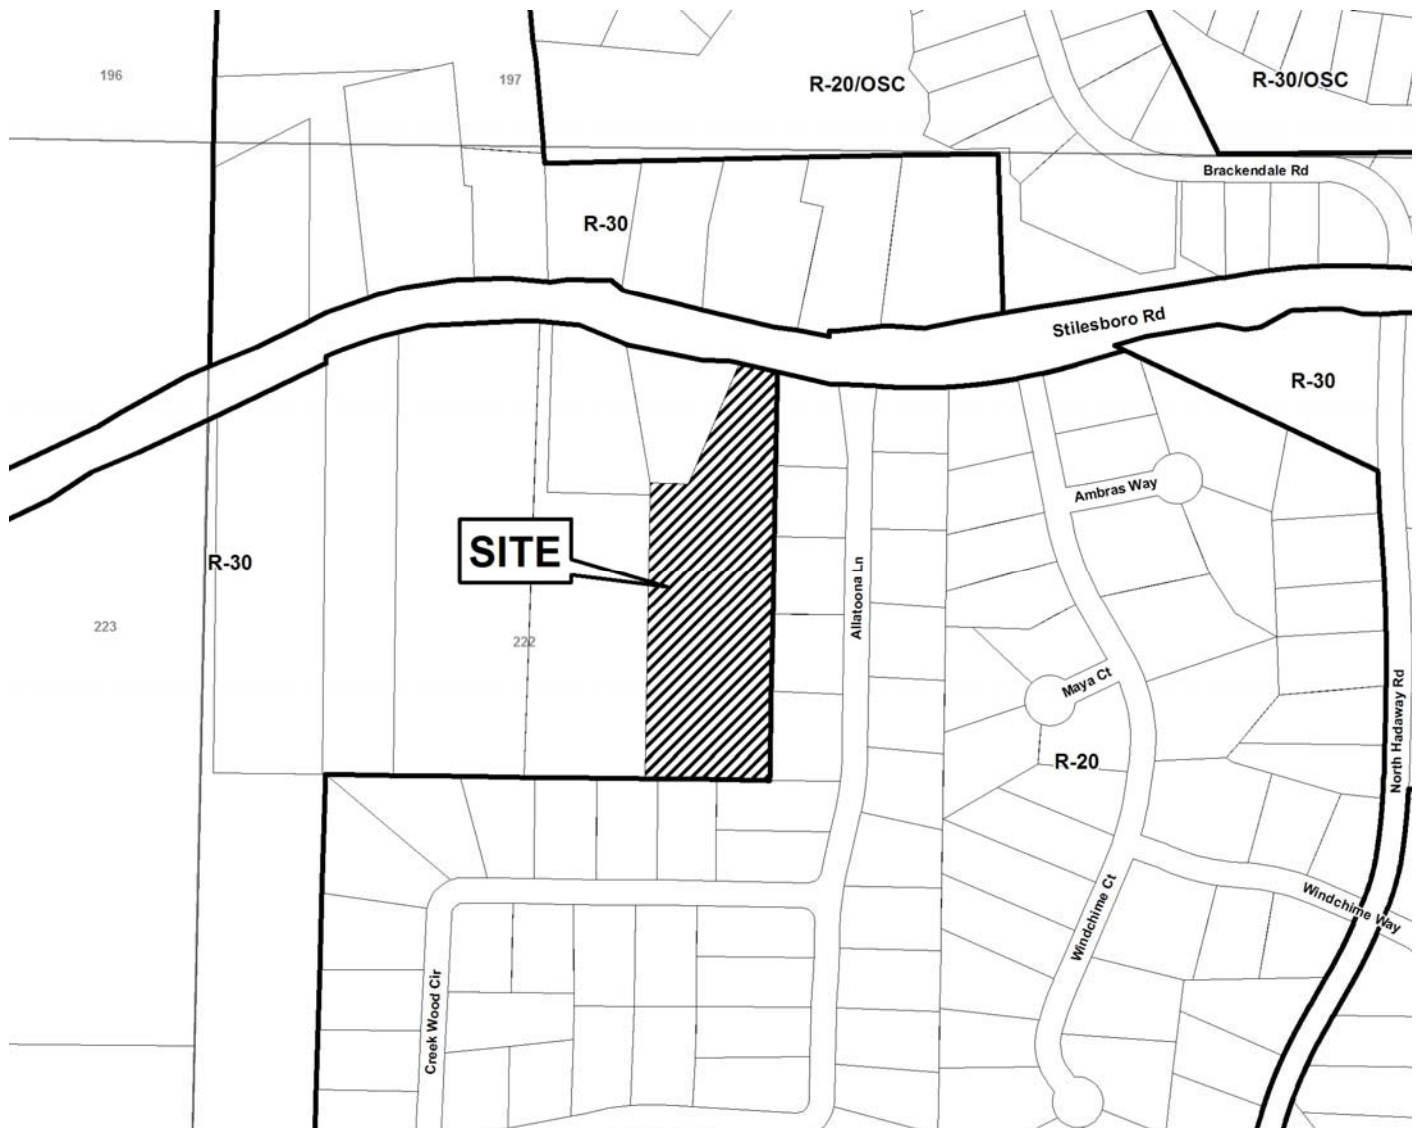 196
197
R-20/OSC
R-30/OSC
Brackendale Rd
R-30
Stilesboro Rd
R-30
Ambras Way
SITE
R-30
Allatoona Ln
223
222
Maya Ct
North Hadaway Rd
R-20
Windchime Ct
Windchime Way
Creek Wood Cir